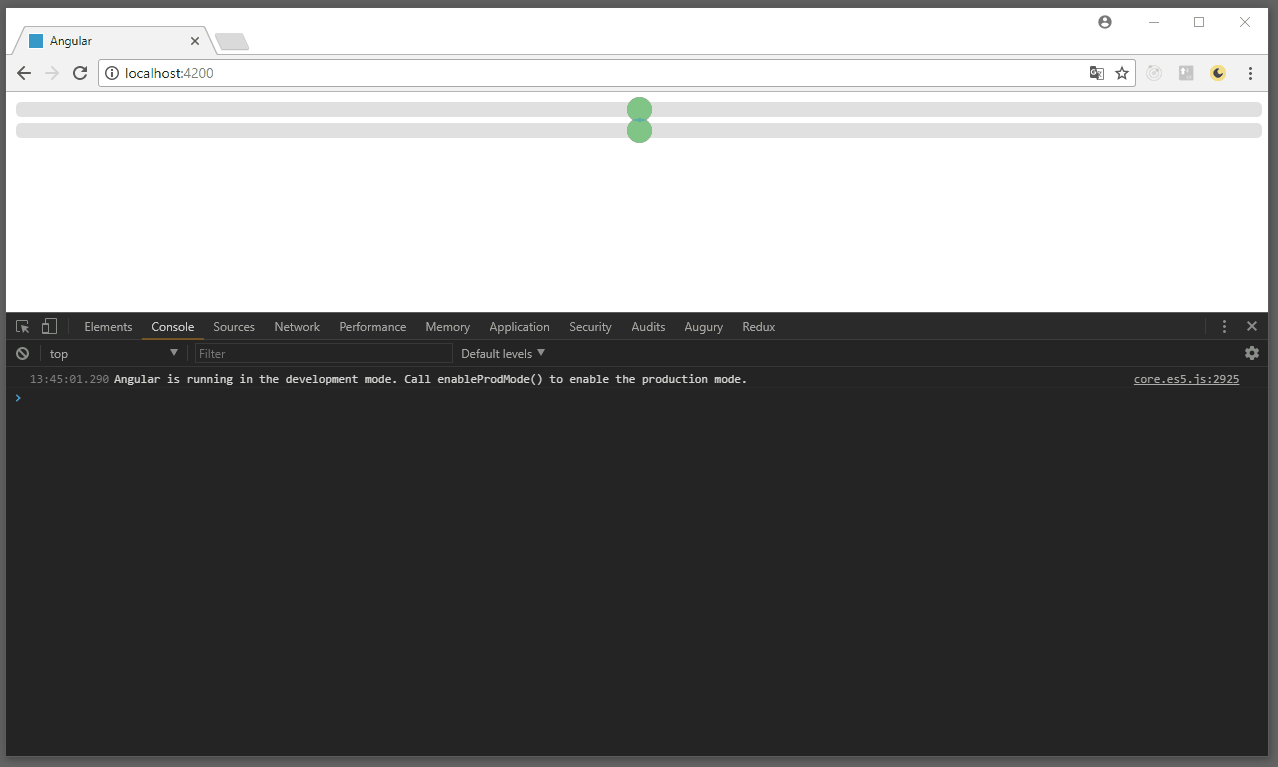 Angular
localhost:4200
Elements Console Sources Network Performance Memory Application Security Audits Augury Redux
top Filter Default levels
13:45:01.290 Angular is running in the development mode. Call enableProdMode() to enable the production mode. core.es5.js:2925